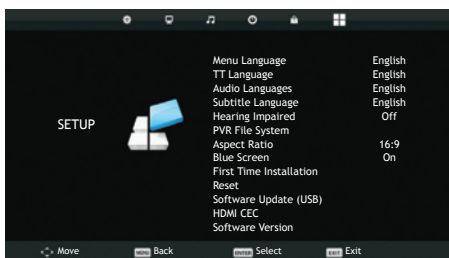 Menu Language English
TT Language English
Audio Languages English
Subtitle Language English
Hearing Impaired Off
SETUP
PVR File System
Aspect Ratio 16:9
Blue Screen On
First Time Installation
Reset
Software Update (USB)
HDMI CEC
Software Version
Move MENU Back ENTER Select EXIT Exit